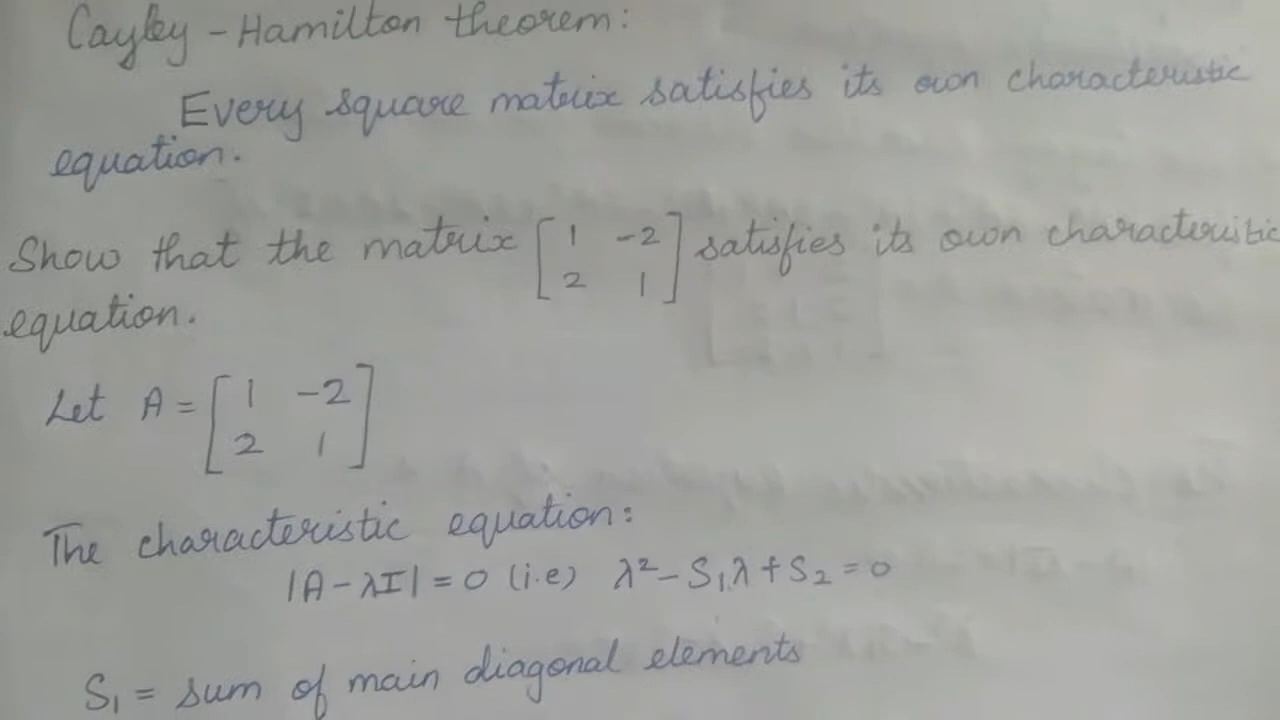 Cayley - Hamilton theorem:
Every square matrix satisfies its own characteristic
equation.
Show that the matrix [1 -2
2 1] satisfies its own characteristic
equation.
Let A = [1 -2
2 1]
The characteristic equation:
|A - λI| = 0 (i.e) λ² - S₁λ + S₂ = 0
S₁ = sum of main diagonal elements